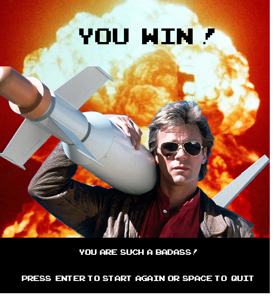 YOU WIN!
YOU ARE SUCH A BADASS!
PRESS ENTER TO START AGAIN OR SPACE TO QUIT